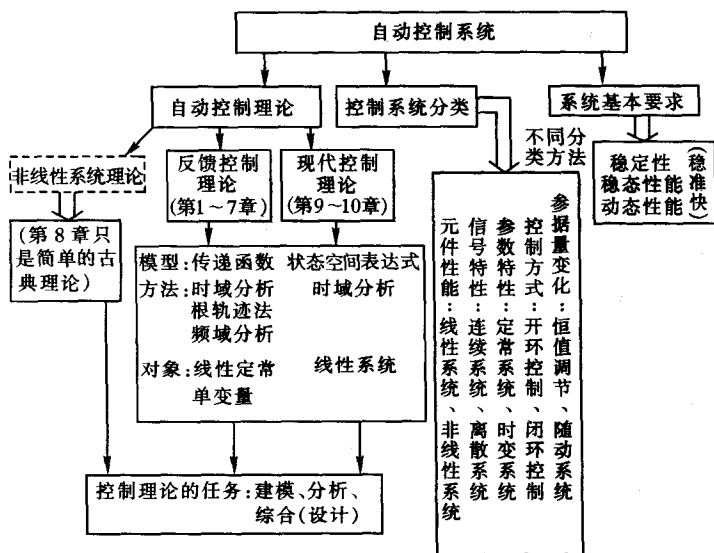 自动控制系统
自动控制理论
控制系统分类
系统基本要求
不同分
类方法
非线性系统理论
反馈控制
理论
(第1～7章)
现代控制
理论
(第9～10章)
稳定性
稳态性能
动态性能
(稳准快)
(第8章只
是简单的古
典理论)
模型:传递函数 状态空间表达式
方法:时域分析 时域分析
根轨迹法
频域分析
对象:线性定常 线性系统
单变量
参据量变化:恒值调节、随动系统
控制方式:开环控制、闭环控制
参数特性:定常系统、时变系统
信号特性:连续系统、离散系统
元件性能:线性系统、非线性系统
控制理论的任务:建模、分析、
综合(设计)